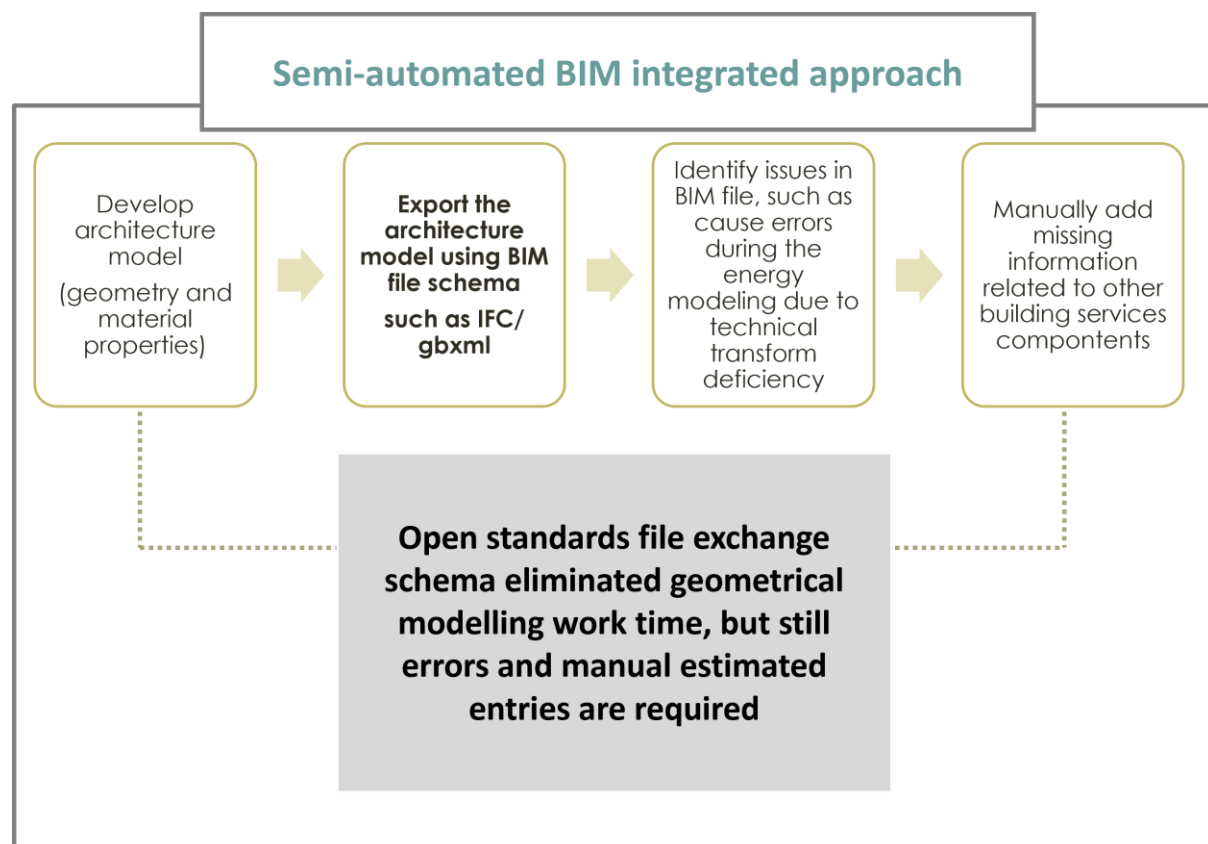 Semi-automated BIM integrated approach
Develop
architecture
model
(geometry and
material
properties)
Export the
architecture
model using BIM
file schema
such as IFC/
gbxml
Identify issues in
BIM file, such as
cause errors
during the
energy
modeling due to
technical
transform
deficiency
Manually add
missing
information
related to other
building services
compontents
Open standards file exchange
schema eliminated geometrical
modelling work time, but still
errors and manual estimated
entries are required